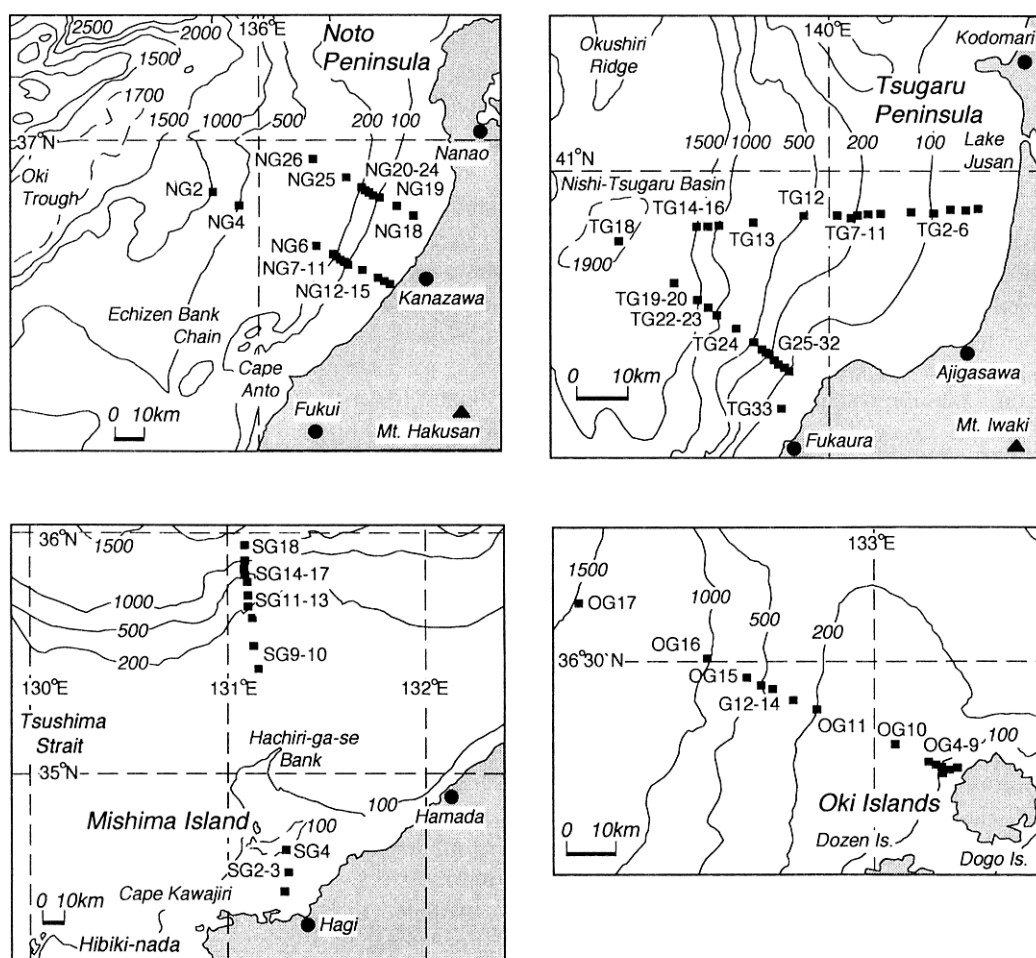 2500
2000
136°E
Noto
Peninsula
1500
1700
1500
1000
500
200
100
37°N
Nanao
Oki
Trough
NG26
NG20-24
NG25
NG19
NG2
NG4
NG18
NG6
NG7-11
NG12-15
Kanazawa
Echizen Bank
Chain
Cape
Anto
0 10km
Fukui
Mt. Hakusan
Okushiri
Ridge
140°E
Kodomari
Tsugaru
Peninsula
1500
1000
500
200
100
Lake
Jusan
41°N
Nishi-Tsugaru Basin
TG12
TG14-16
TG18
TG13
TG7-11
TG2-6
1900
TG19-20
TG22-23
TG24
G25-32
0 10km
TG33
Ajigasawa
Fukaura
Mt. Iwaki
36°N
1500
SG18
SG14-17
1000
SG11-13
500
200
SG9-10
130°E
131°E
132°E
Tsushima
Strait
Hachiri-ga-se
Bank
35°N
100
Hamada
Mishima Island
100
SG4
SG2-3
Cape Kawajiri
0 10km
Hagi
Hibiki-nada
133°E
1500
OG17
1000
500
200
OG16
36°30'N
OG15
G12-14
OG11
OG10
OG4-9
100
Oki Islands
0 10km
Dozen Is.
Dogo Is.